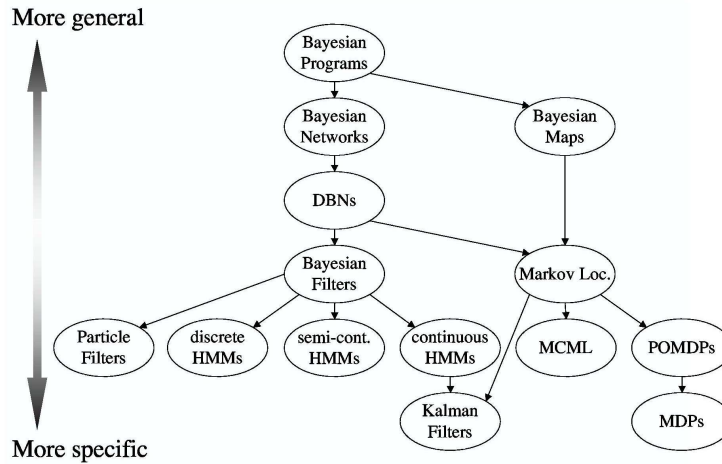 More general
Bayesian
Programs
Bayesian
Networks
Bayesian
Maps
DBNs
Bayesian
Filters
Markov Loc.
Particle
Filters
discrete
HMMs
semi-cont.
HMMs
continuous
HMMs
MCML
POMDPs
Kalman
Filters
MDPs
More specific